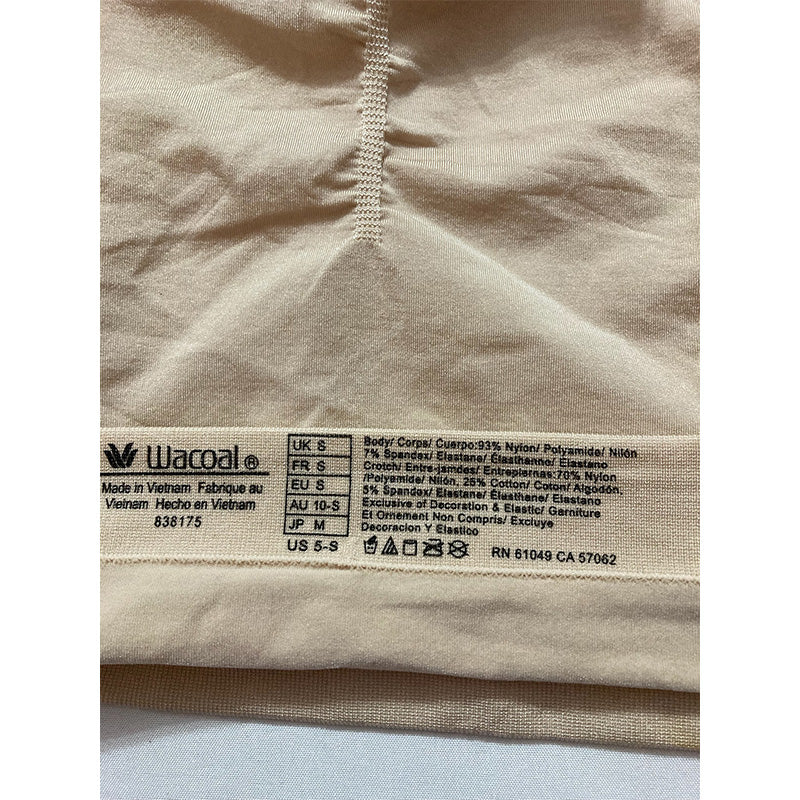 Wacoal®
Made in Vietnam Fabrique au
Vietnam Hecho en Vietnam
838175
UK S
FR S
EU S
AU 10-S
JP M
US 5-S
Body/ Corps/ Cuerpo:93% Nylon/ Polyamide/ Nilón
7% Spandex/ Elastane/ Élasthenne/ Elastano
Crotch/ Entre-jamdes/ Entrepiernas:70% Nylon
/Polyamide/ Nilón, 25% Cotton/ Coton/ Algodón,
5% Spandex/ Elastane/ Élasthane/ Elastano
Exclusive of Decoration & Elastic/ Garniture
Et Ornement Non Compris/ Excluye
Decoracion Y Elastico
RN 61049 CA 57062